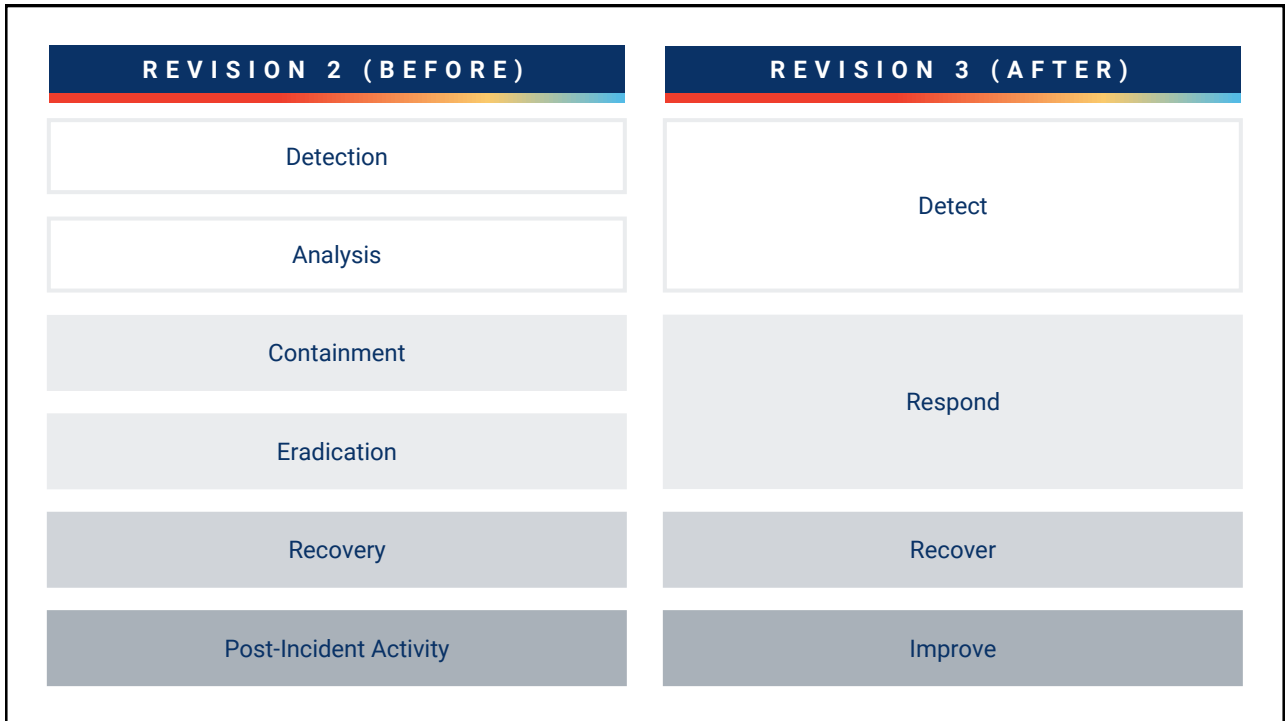 REVISION 2 (BEFORE)
Detection
Analysis
Containment
Eradication
Recovery
Post-Incident Activity
REVISION 3 (AFTER)
Detect
Respond
Recover
Improve